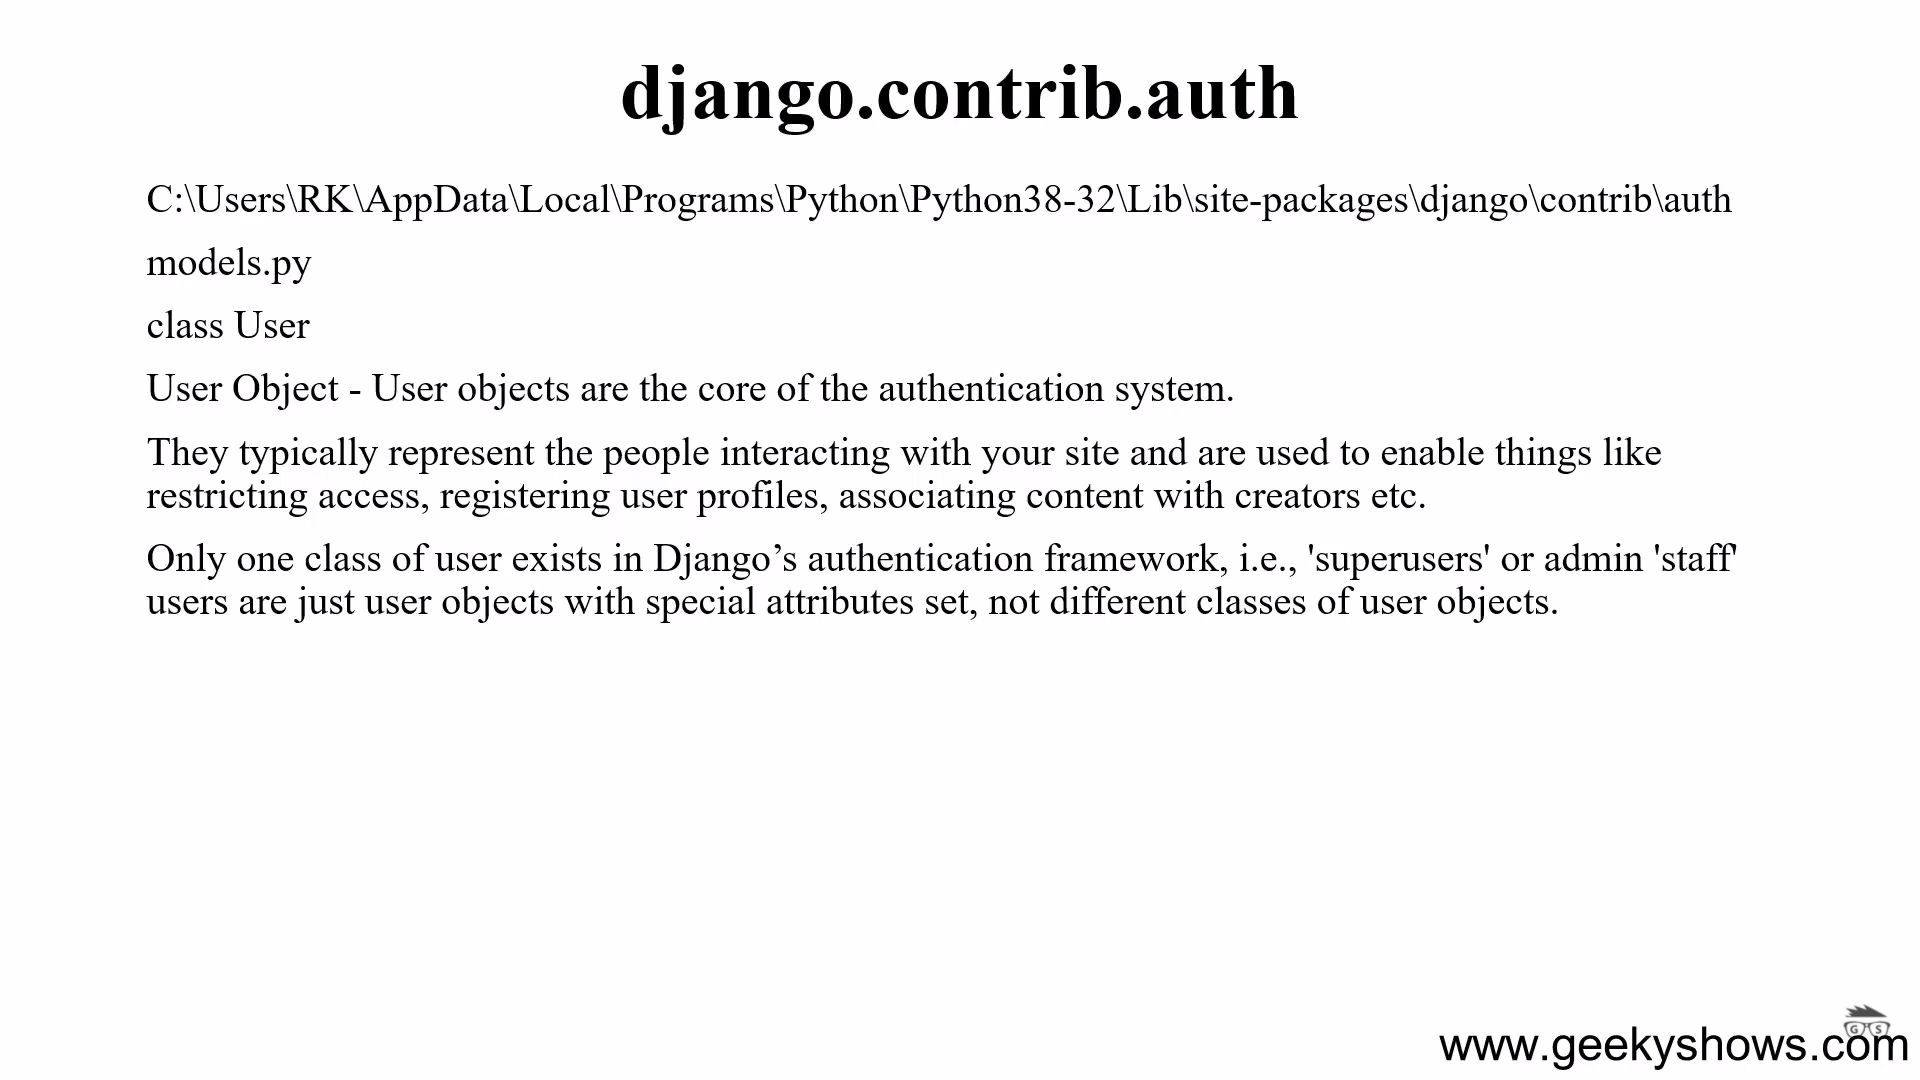 django.contrib.auth
C:\Users\RK\AppData\Local\Programs\Python\Python38-32\Lib\site-packages\django\contrib\auth
models.py
class User
User Object - User objects are the core of the authentication system.
They typically represent the people interacting with your site and are used to enable things like
restricting access, registering user profiles, associating content with creators etc.
Only one class of user exists in Django’s authentication framework, i.e., 'superusers' or admin 'staff'
users are just user objects with special attributes set, not different classes of user objects.
G S
www.geekyshows.com